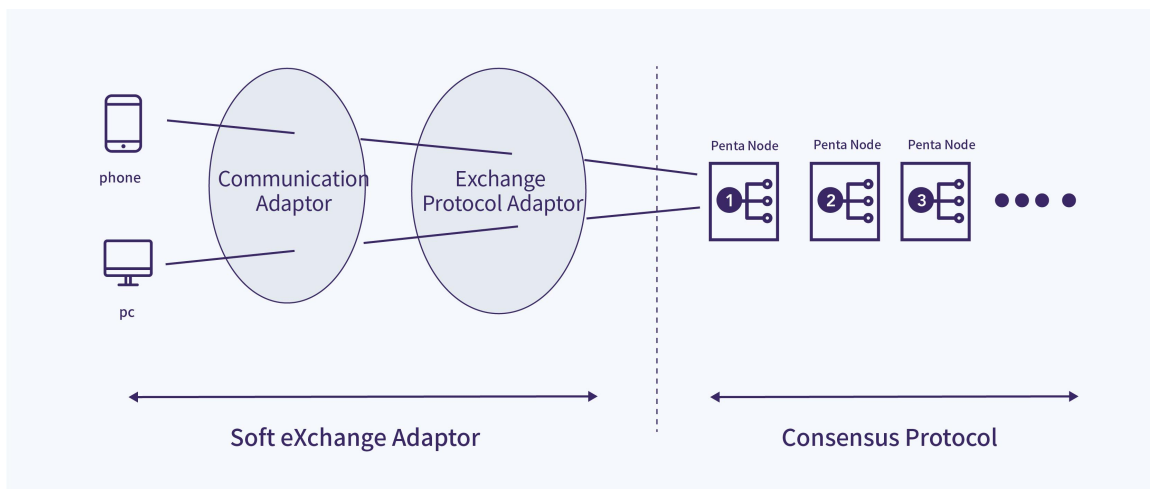 phone
pc
Communication
Adaptor
Exchange
Protocol Adaptor
Penta Node
1
Penta Node
2
Penta Node
3
Soft eXchange Adaptor
Consensus Protocol